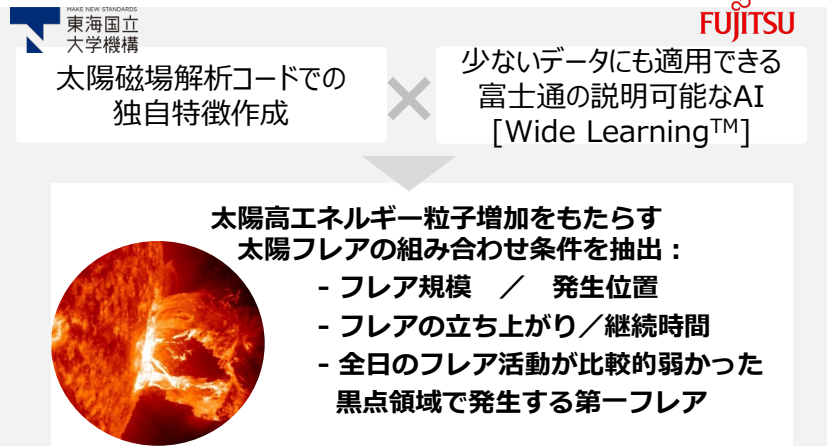 MAKE NEW STANDARDS
東海国立
大学機構
FUJITSU
太陽磁場解析コードでの
独自特徴作成
×
少ないデータにも適用できる
富士通の説明可能なAI
[Wide Learning™]
太陽高エネルギー粒子増加をもたらす
太陽フレアの組み合わせ条件を抽出：
- フレア規模　／　発生位置
- フレアの立ち上がり／継続時間
- 全日のフレア活動が比較的弱かった
黒点領域で発生する第一フレア